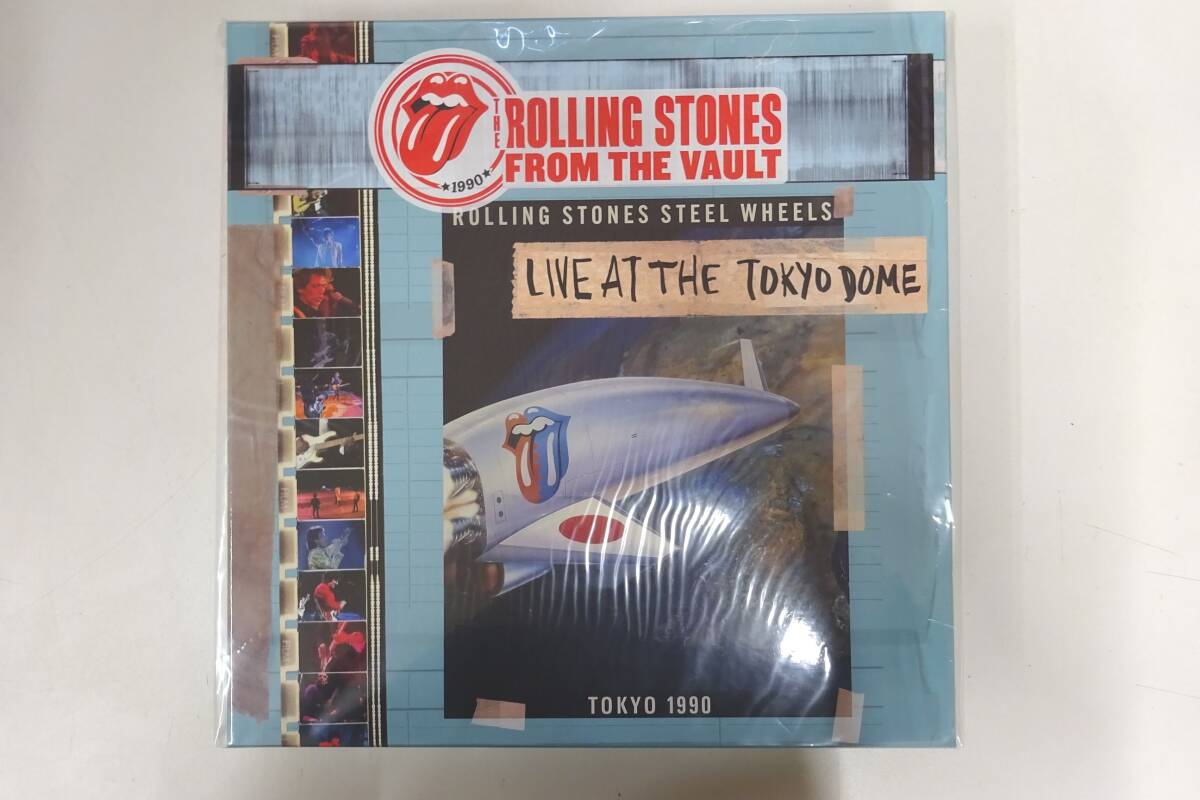 THE
ROLLING STONES
FROM THE VAULT
★1990★
ROLLING STONES STEEL WHEELS
LIVE AT THE TOKYO DOME
TOKYO 1990